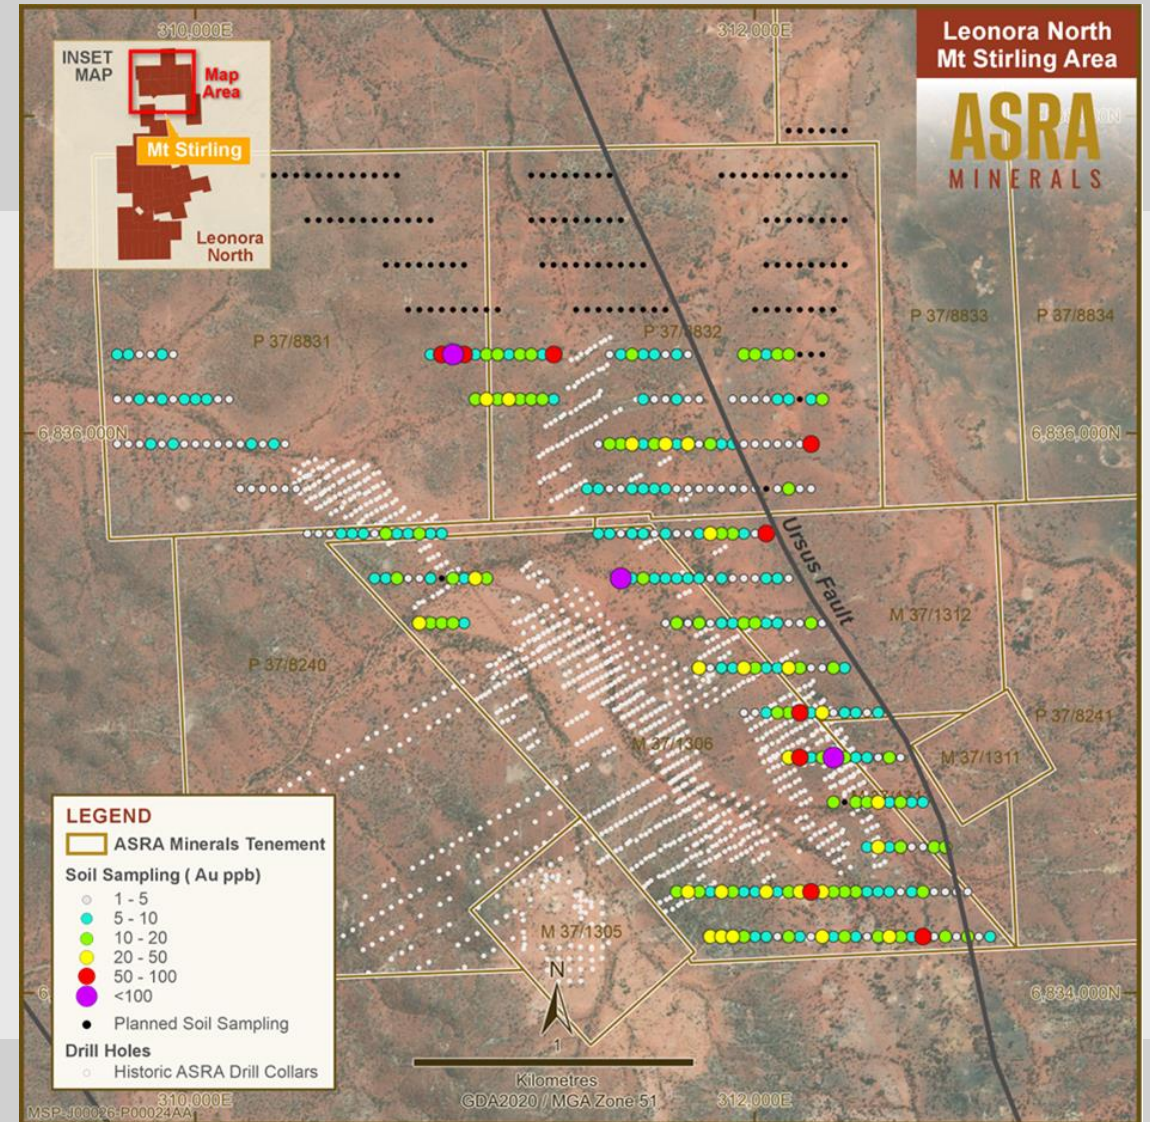 310,000E
312,000E
Leonora North
Mt Stirling Area
INSET
MAP
Map
Area
Mt Stirling
Leonora
North
ASRA
MINERALS
P 37/8831
P 37/8832
P 37/8833
P 37/8834
6,836,000N
6,836,000N
Ursus Fault
M 37/1312
P 37/8240
P 37/8241
M 37/1306
M 37/1311
M 37/1305
LEGEND
ASRA Minerals Tenement
Soil Sampling ( Au ppb)
1 - 5
5 - 10
10 - 20
20 - 50
50 - 100
<100
Planned Soil Sampling
Drill Holes
Historic ASRA Drill Collars
N
1
Kilometres
GDA2020 / MGA Zone 51
6,834,000N
310,000E
312,000E
MSP-J00026-P00024AA